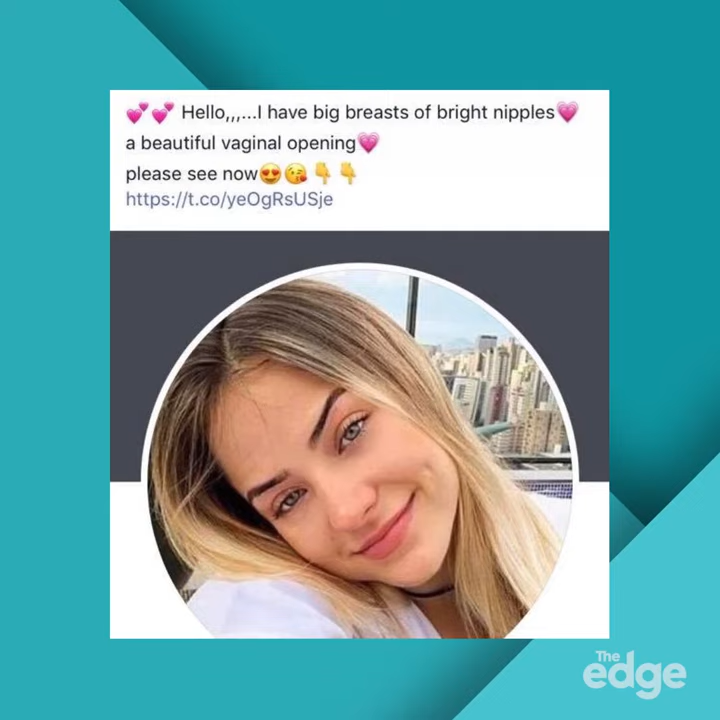 💕💕 Hello,,,...I have big breasts of bright nipples💗
a beautiful vaginal opening💗
please see now😍😘👇👇
https://t.co/yeOgRsUSje
The
edge